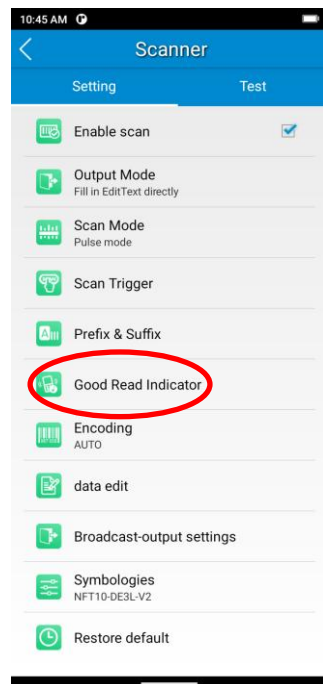 10:45 AM
Scanner
Setting Test
Enable scan
Output Mode
Fill in EditText directly
Scan Mode
Pulse mode
Scan Trigger
Prefix & Suffix
Good Read Indicator
Encoding
AUTO
data edit
Broadcast-output settings
Symbologies
NFT10-DE3L-V2
Restore default